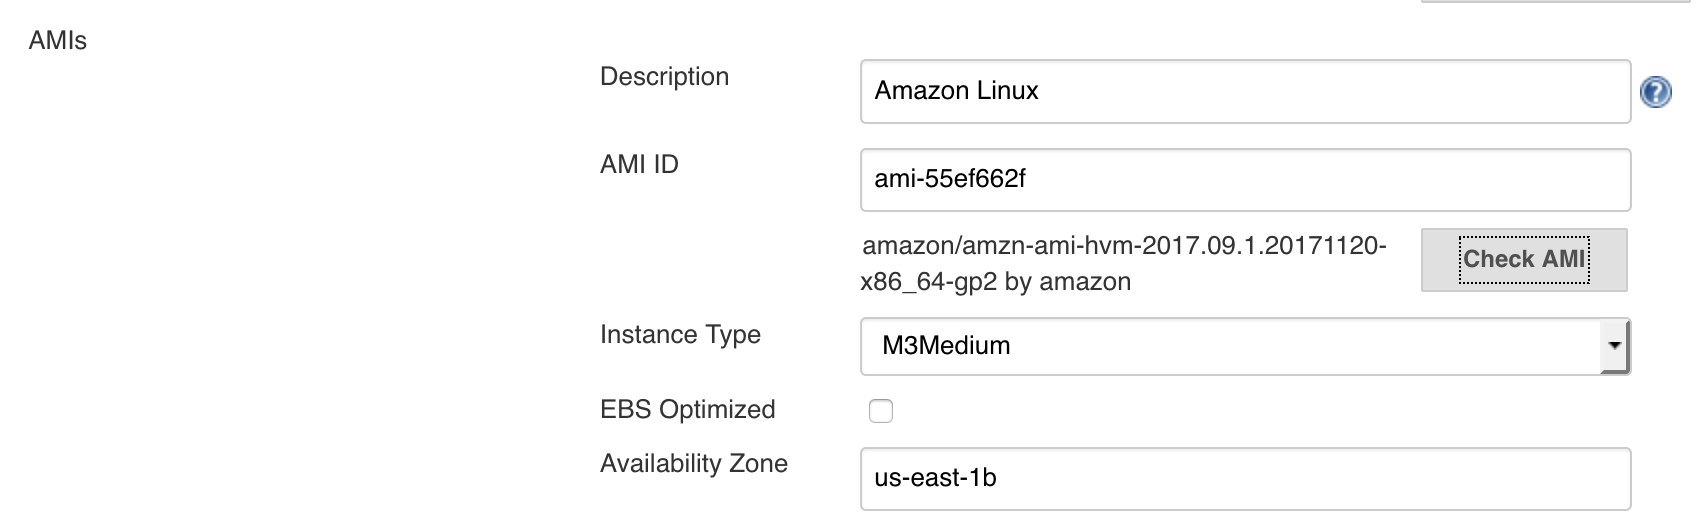 AMIs
Description
Amazon Linux
?
AMI ID
ami-55ef662f
amazon/amzn-ami-hvm-2017.09.1.20171120-
x86_64-gp2 by amazon
Check AMI
Instance Type
M3Medium
EBS Optimized
Availability Zone
us-east-1b